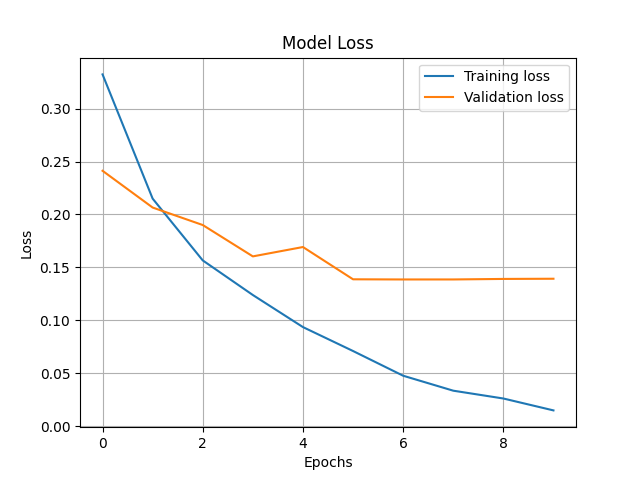 Model Loss
Training loss
Validation loss
0.30
0.25
0.20
0.15
0.10
0.05
0.00
Loss
0 2 4 6 8
Epochs